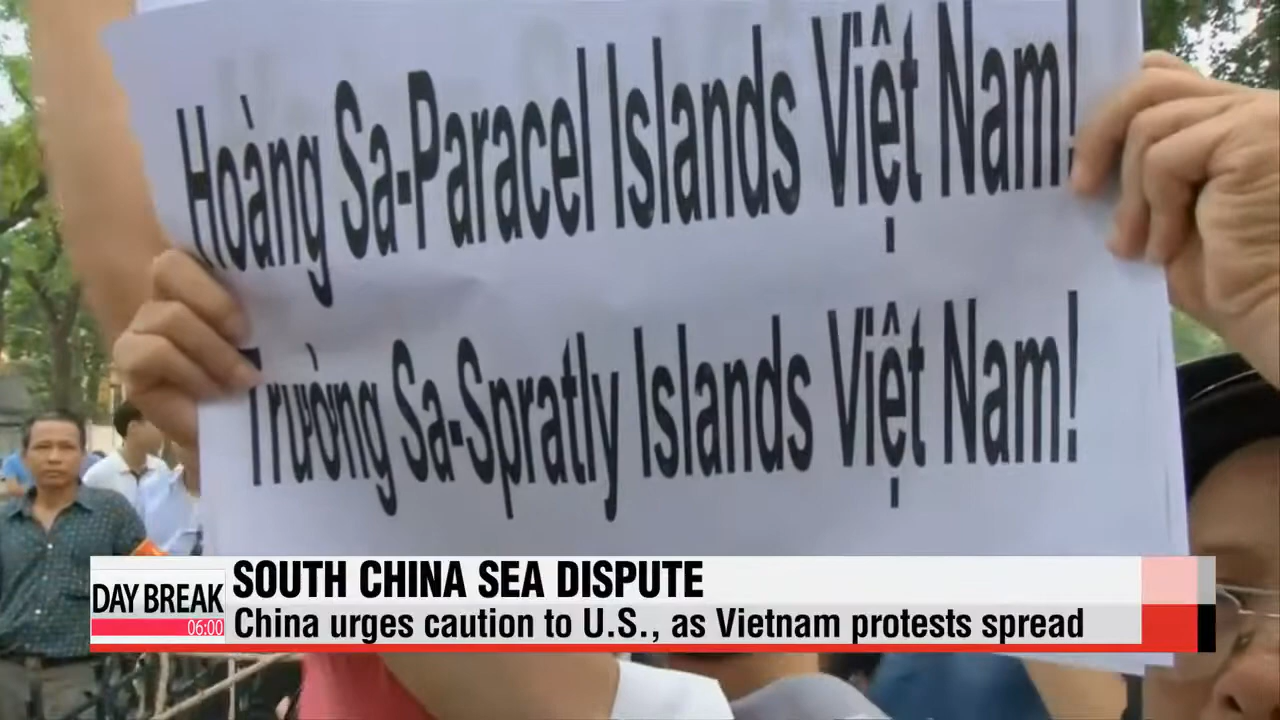 Hoàng Sa-Paracel Islands Việt Nam!
Trường Sa-Spratly Islands Việt Nam!
SOUTH CHINA SEA DISPUTE
DAY BREAK
06:00
China urges caution to U.S., as Vietnam protests spread